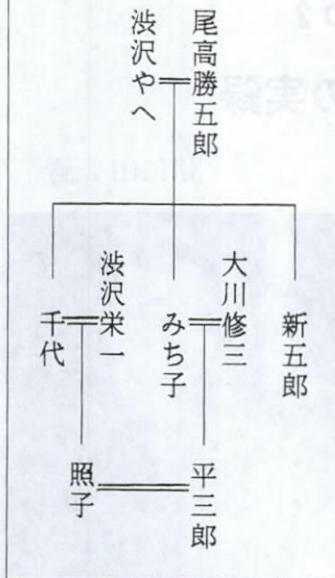 尾高勝五郎
渋沢やへ
新五郎
大川修三
みち子
渋沢栄一
千代
平三郎
照子